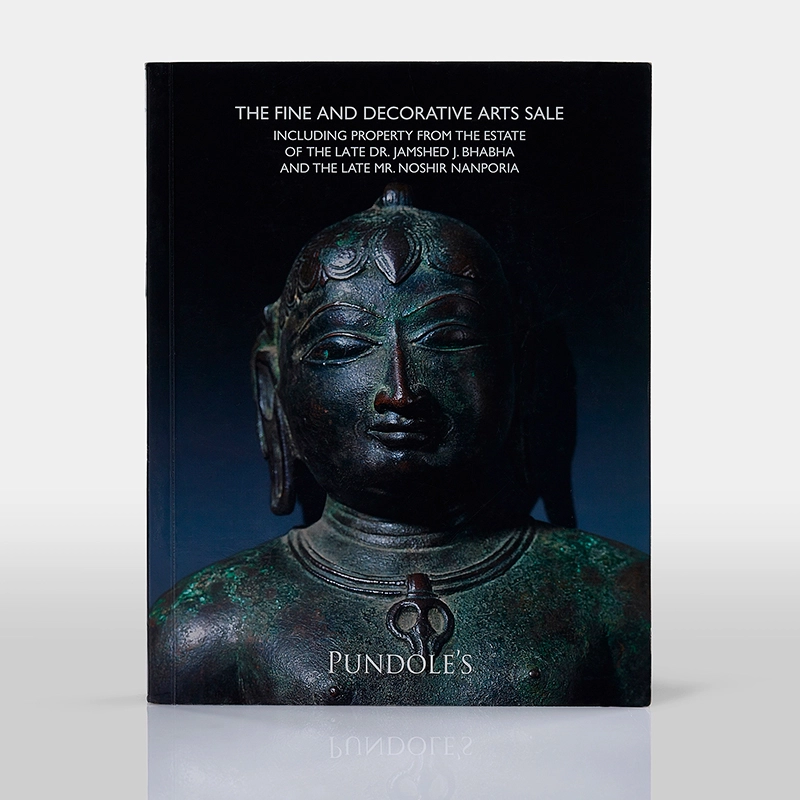 THE FINE AND DECORATIVE ARTS SALE
INCLUDING PROPERTY FROM THE ESTATE
OF THE LATE DR. JAMSHED J. BHABHA
AND THE LATE MR. NOSHIR NANPORIA
PUNDOLE'S